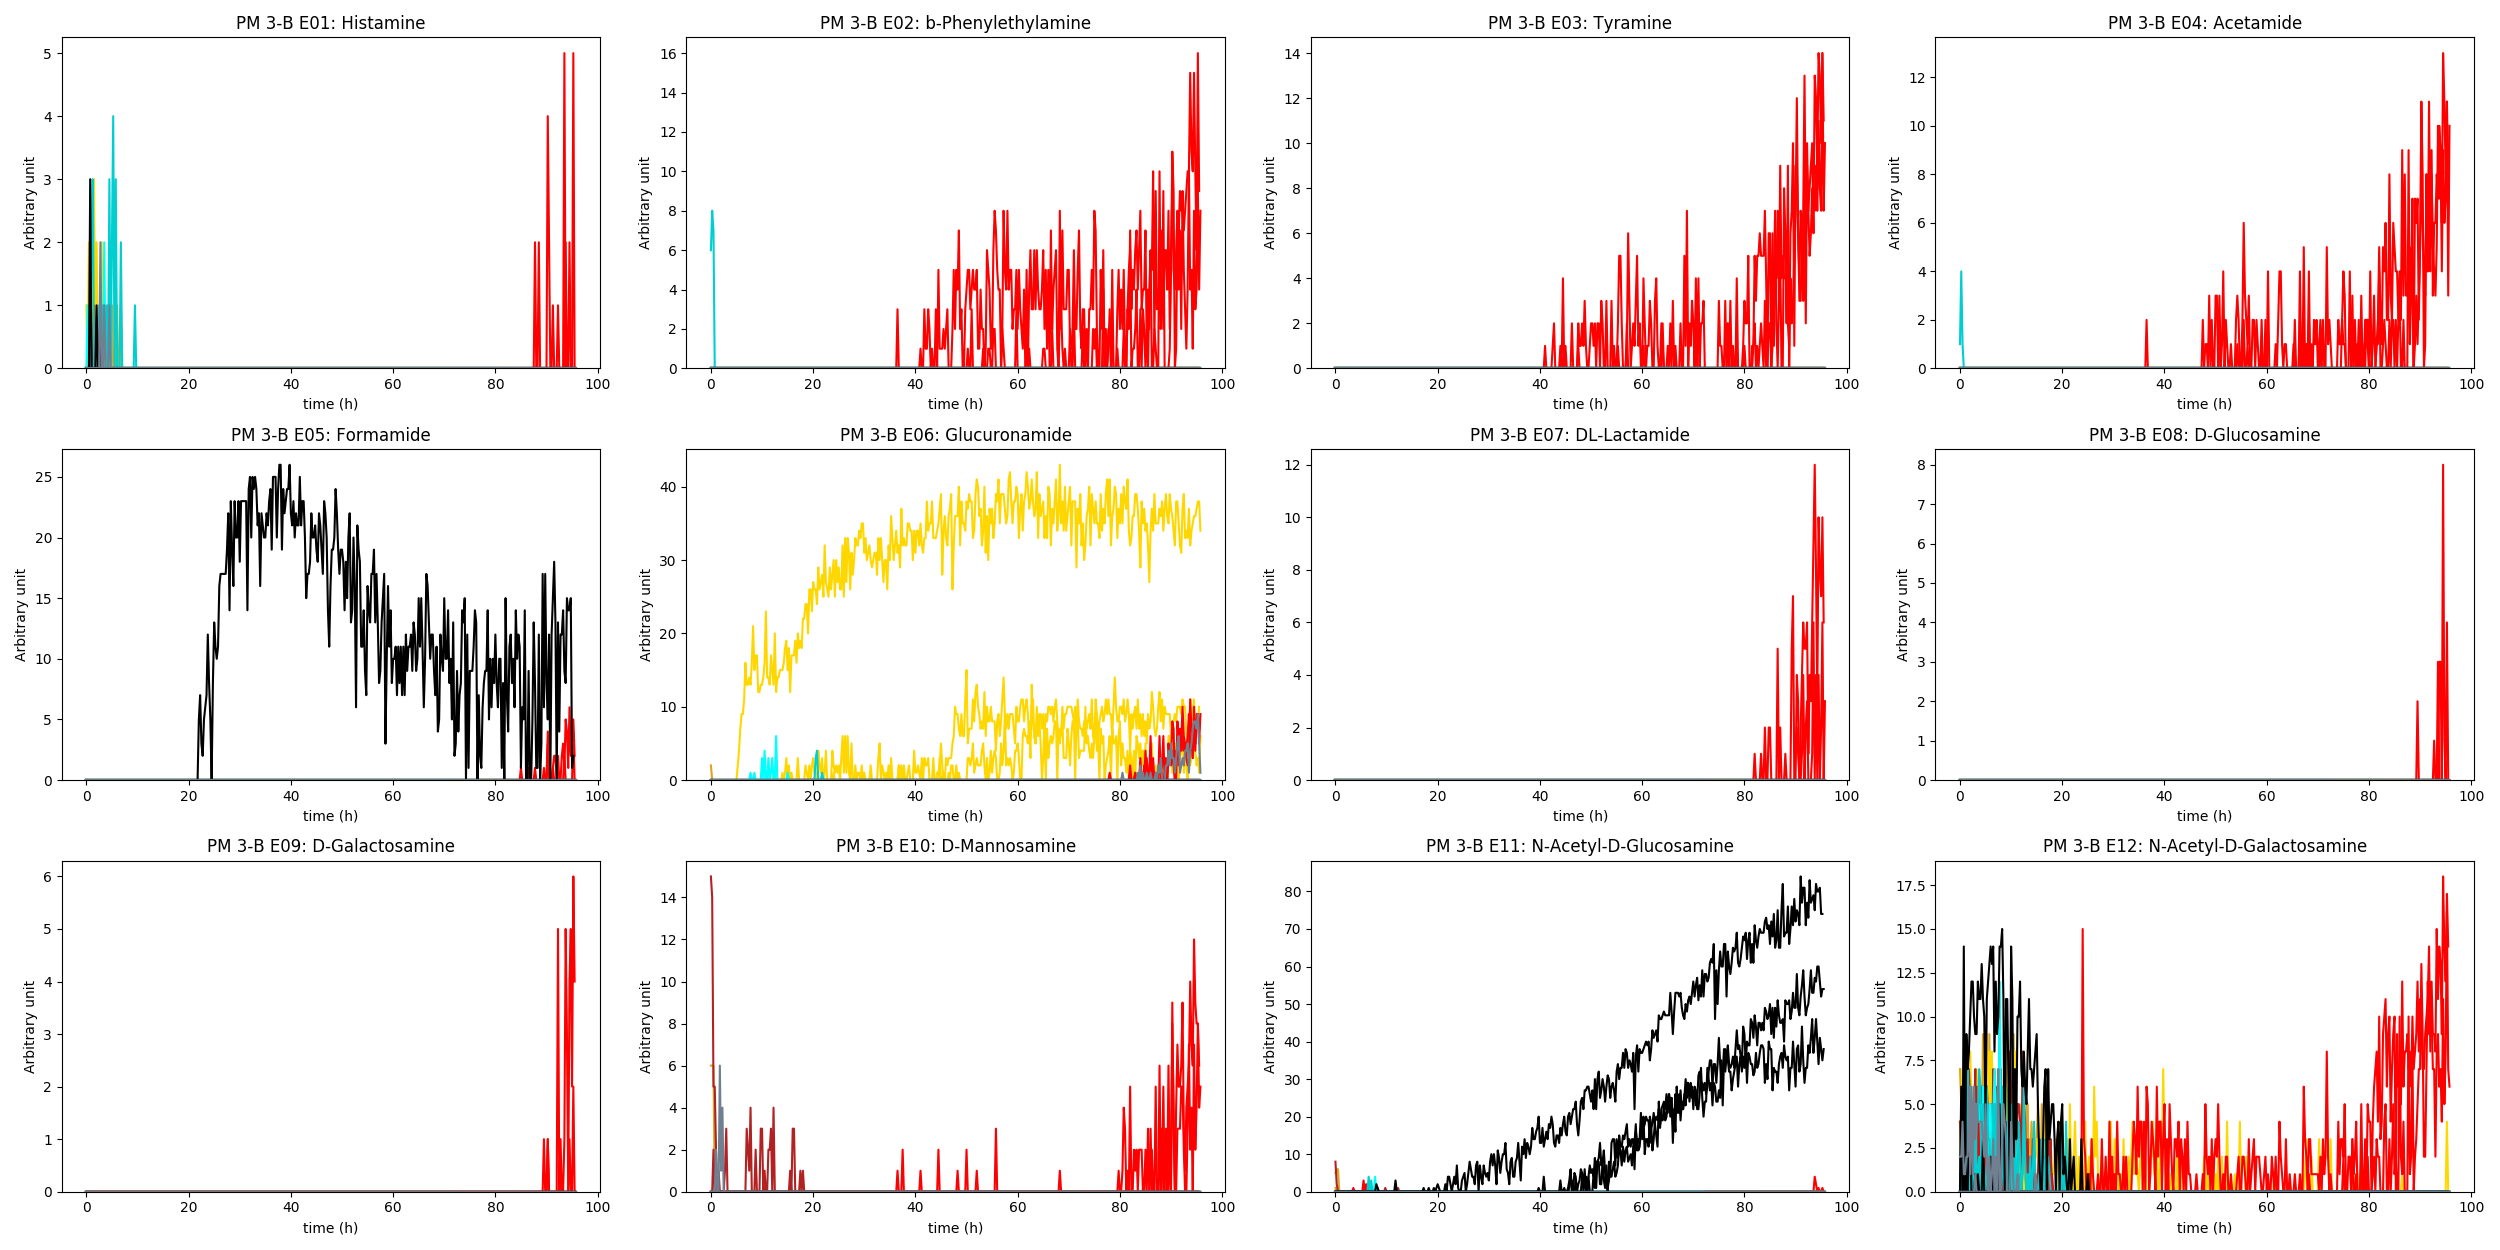 PM 3-B E01: Histamine
Arbitrary unit
5
4
3
2
1
0
0 20 40 60 80 100
time (h)
PM 3-B E02: b-Phenylethylamine
Arbitrary unit
16
14
12
10
8
6
4
2
0
0 20 40 60 80 100
time (h)
PM 3-B E03: Tyramine
Arbitrary unit
14
12
10
8
6
4
2
0
0 20 40 60 80 100
time (h)
PM 3-B E04: Acetamide
Arbitrary unit
12
10
8
6
4
2
0
0 20 40 60 80 100
time (h)
PM 3-B E05: Formamide
Arbitrary unit
25
20
15
10
5
0
0 20 40 60 80 100
time (h)
PM 3-B E06: Glucuronamide
Arbitrary unit
40
30
20
10
0
0 20 40 60 80 100
time (h)
PM 3-B E07: DL-Lactamide
Arbitrary unit
12
10
8
6
4
2
0
0 20 40 60 80 100
time (h)
PM 3-B E08: D-Glucosamine
Arbitrary unit
8
7
6
5
4
3
2
1
0
0 20 40 60 80 100
time (h)
PM 3-B E09: D-Galactosamine
Arbitrary unit
6
5
4
3
2
1
0
0 20 40 60 80 100
time (h)
PM 3-B E10: D-Mannosamine
Arbitrary unit
14
12
10
8
6
4
2
0
0 20 40 60 80 100
time (h)
PM 3-B E11: N-Acetyl-D-Glucosamine
Arbitrary unit
80
70
60
50
40
30
20
10
0
0 20 40 60 80 100
time (h)
PM 3-B E12: N-Acetyl-D-Galactosamine
Arbitrary unit
17.5
15.0
12.5
10.0
7.5
5.0
2.5
0.0
0 20 40 60 80 100
time (h)